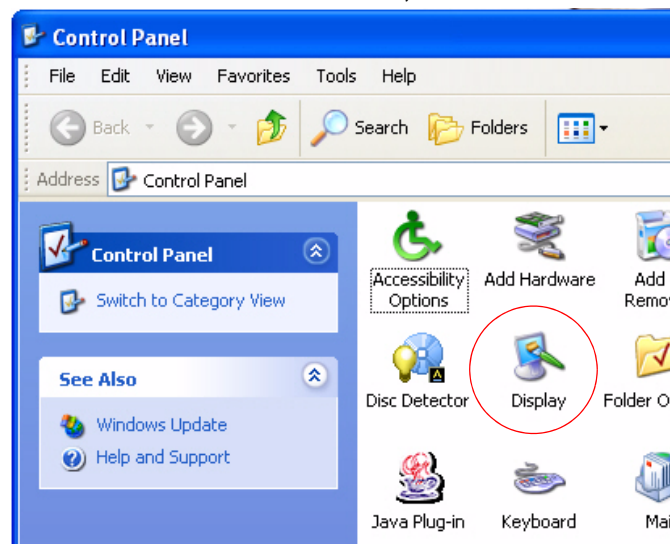 Control Panel
File Edit View Favorites Tools Help
Back Search Folders
Address Control Panel
Control Panel
Switch to Category View
See Also
Windows Update
Help and Support
Accessibility Options
Add Hardware
Add
Remov
Disc Detector
Display
Folder O
Java Plug-in
Keyboard
Mai